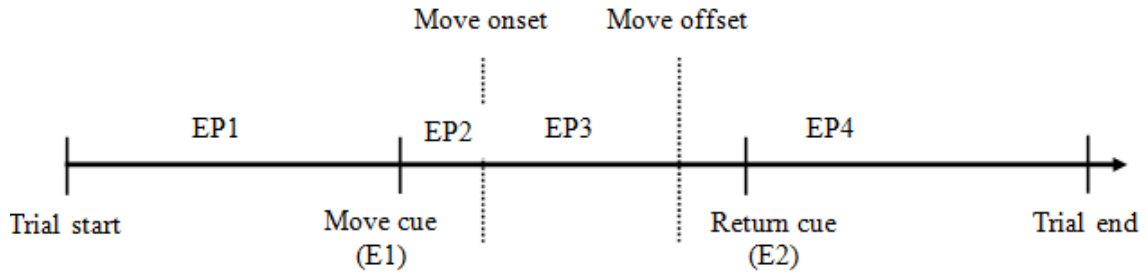 Move onset Move offset
EP1 EP2 EP3 EP4
Trial start Move cue Return cue Trial end
(E1) (E2)